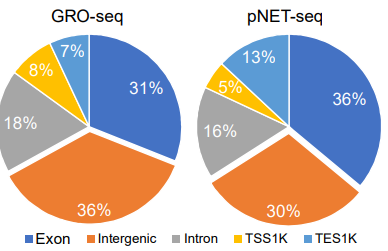 GRO-seq pNET-seq
7% 31% 8% 18% 36%
13% 36% 5% 16% 30%
Exon Intergenic Intron TSS1K TES1K